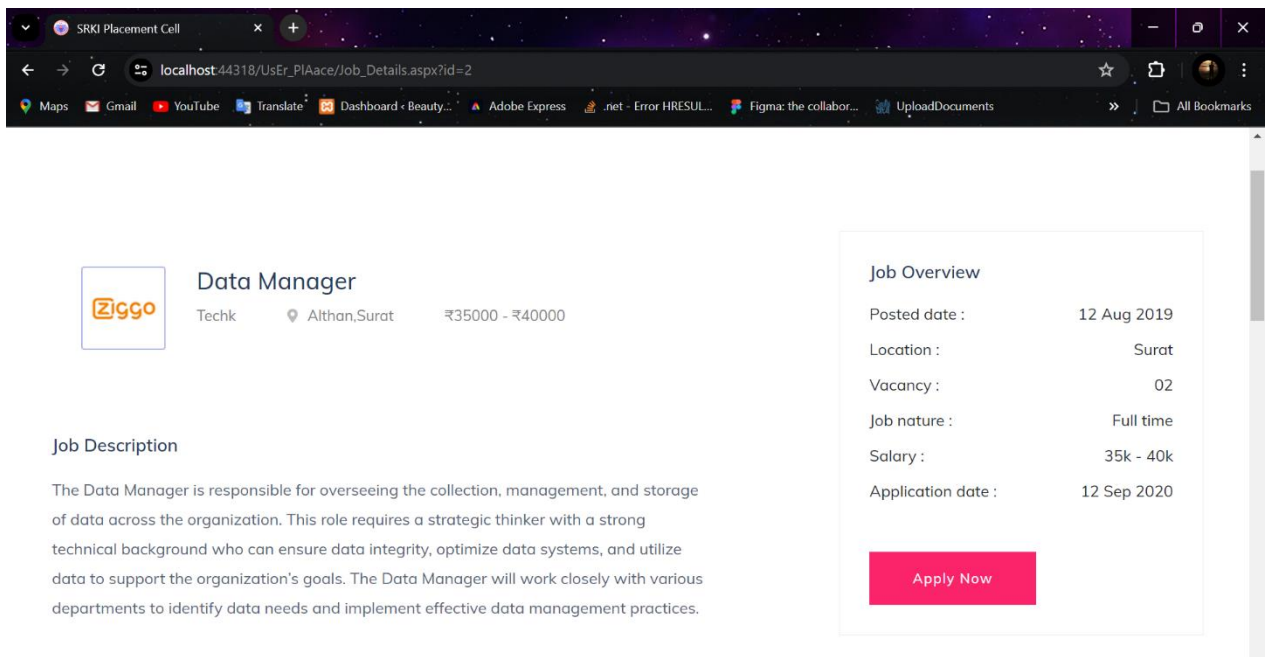 SRKI Placement Cell
localhost:44318/UsEr_PlAace/Job_Details.aspx?id=2
Maps Gmail YouTube Translate Dashboard ‹ Beauty... Adobe Express .net - Error HRESUL... Figma: the collabor... UploadDocuments » All Bookmarks
ZIGGO
Data Manager
Techk Althan,Surat ₹35000 - ₹40000
Job Description
The Data Manager is responsible for overseeing the collection, management, and storage
of data across the organization. This role requires a strategic thinker with a strong
technical background who can ensure data integrity, optimize data systems, and utilize
data to support the organization's goals. The Data Manager will work closely with various
departments to identify data needs and implement effective data management practices.
Job Overview
Posted date : 12 Aug 2019
Location : Surat
Vacancy : 02
Job nature : Full time
Salary : 35k - 40k
Application date : 12 Sep 2020
Apply Now